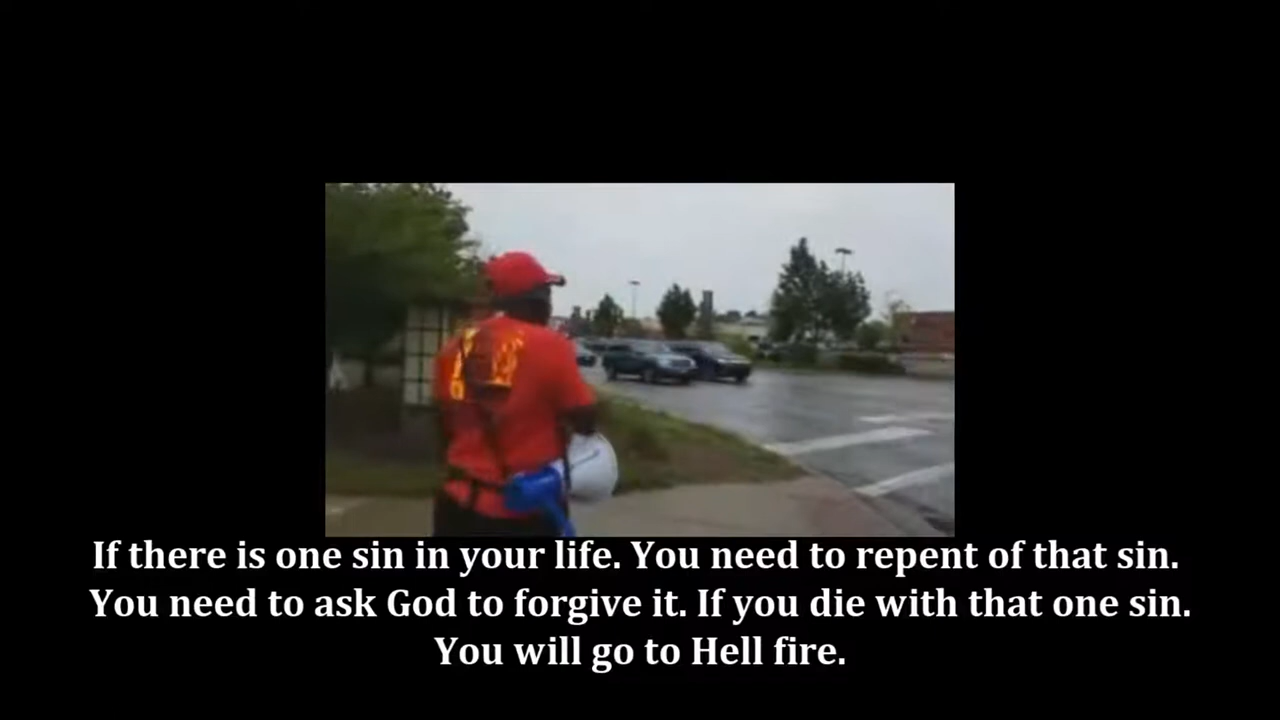 If there is one sin in your life. You need to repent of that sin.
You need to ask God to forgive it. If you die with that one sin.
You will go to Hell fire.